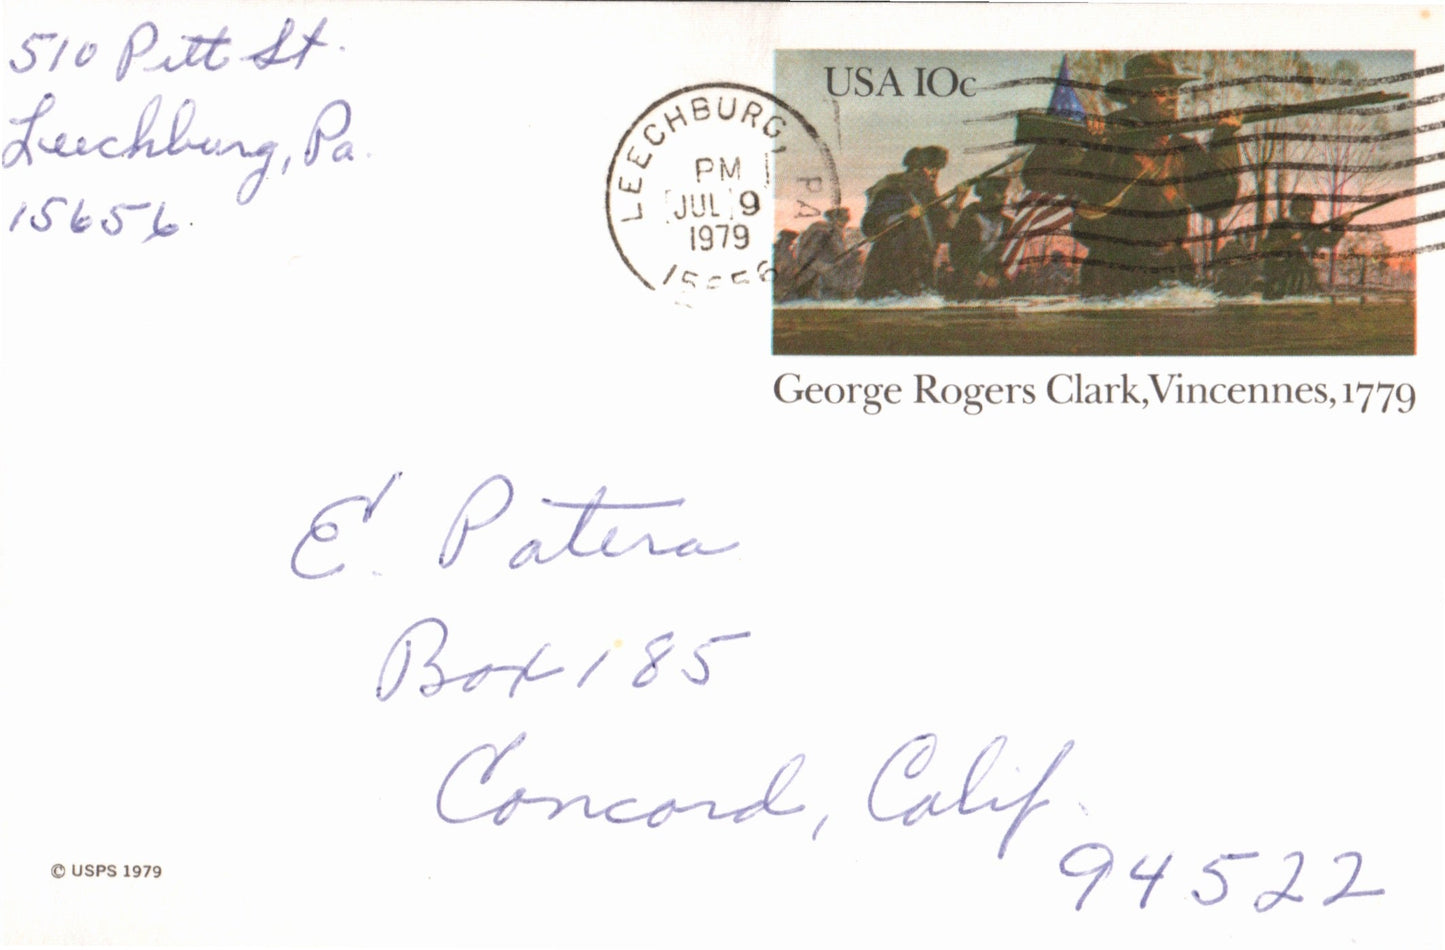 510 Pitt St.
Leechburg, Pa.
15656.
LEECHBURG, PA
PM
JUL 9
1979
15656
USA 10c
George Rogers Clark, Vincennes, 1779
E. Patera
Box 185
Concord, Calif.
94522
© USPS 1979